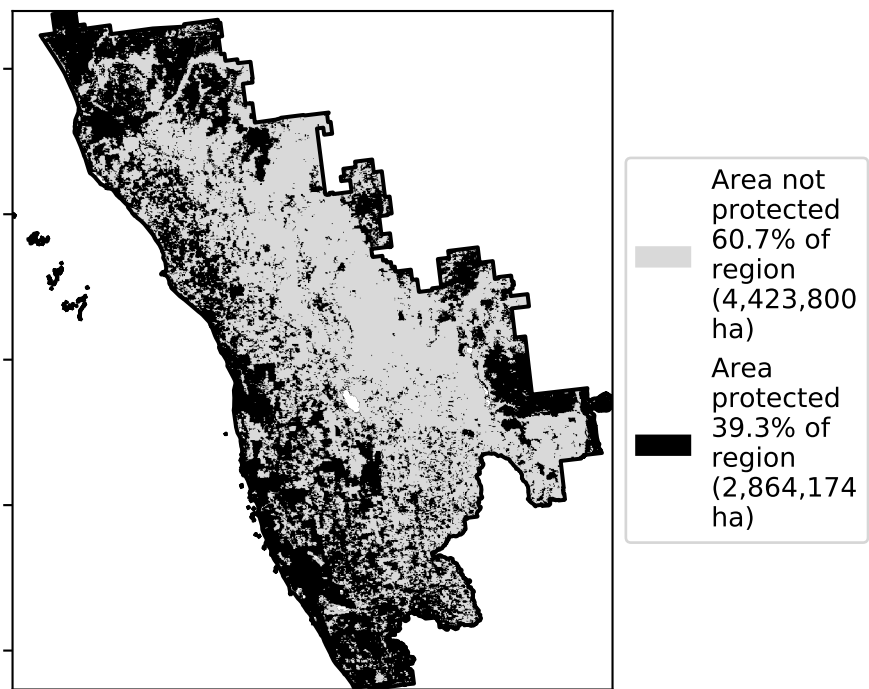 Area not
protected
60.7% of
region
(4,423,800
ha)
Area
protected
39.3% of
region
(2,864,174
ha)